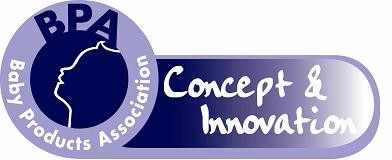 BPA
Baby Products Association
Concept &
Innovation